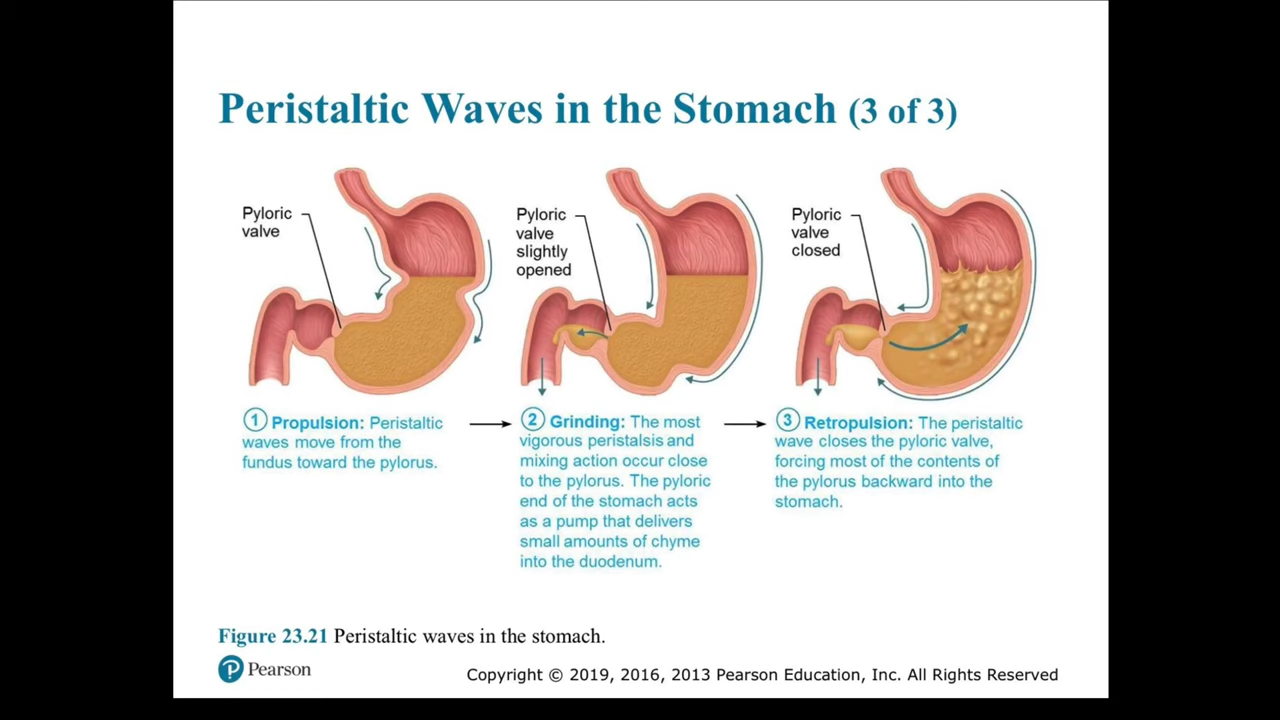 Peristaltic Waves in the Stomach (3 of 3)
Pyloric
valve
Pyloric
valve
slightly
opened
Pyloric
valve
closed
1 Propulsion: Peristaltic
waves move from the
fundus toward the pylorus.
2 Grinding: The most
vigorous peristalsis and
mixing action occur close
to the pylorus. The pyloric
end of the stomach acts
as a pump that delivers
small amounts of chyme
into the duodenum.
3 Retropulsion: The peristaltic
wave closes the pyloric valve,
forcing most of the contents of
the pylorus backward into the
stomach.
Figure 23.21 Peristaltic waves in the stomach.
P Pearson
Copyright © 2019, 2016, 2013 Pearson Education, Inc. All Rights Reserved